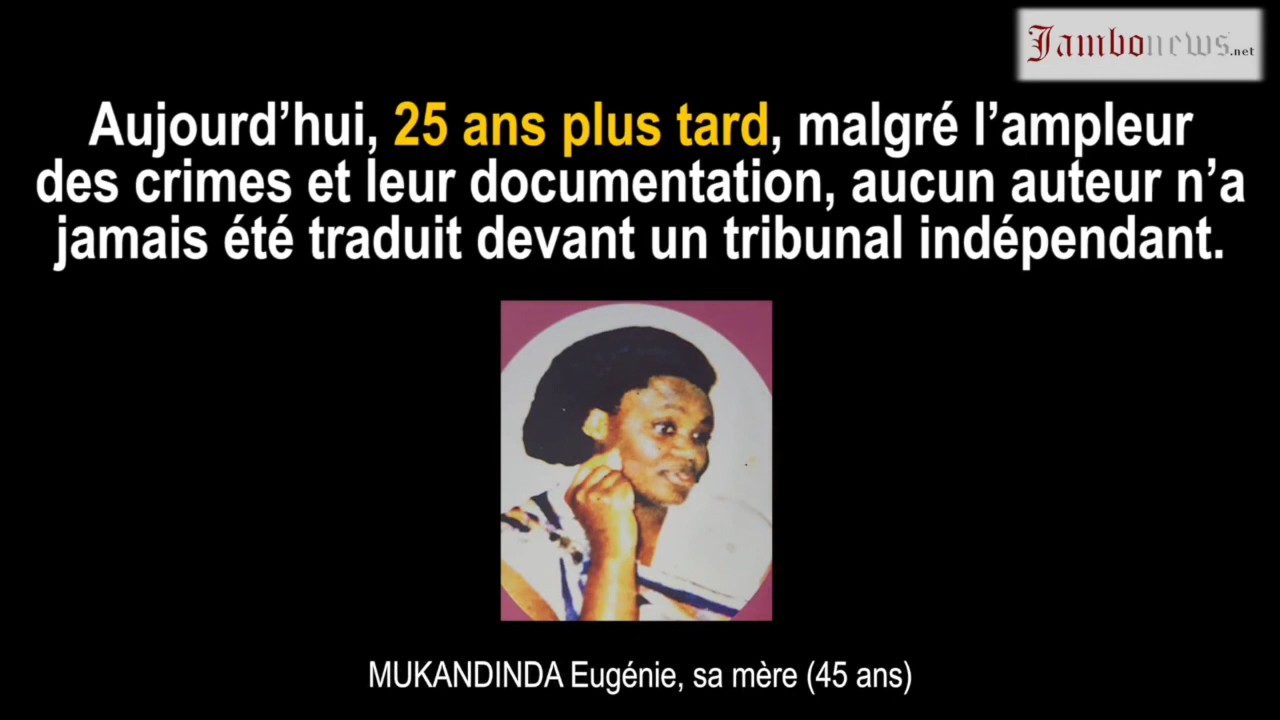 Jambonews.net
Aujourd’hui, 25 ans plus tard, malgré l’ampleur
des crimes et leur documentation, aucun auteur n’a
jamais été traduit devant un tribunal indépendant.
MUKANDINDA Eugénie, sa mère (45 ans)